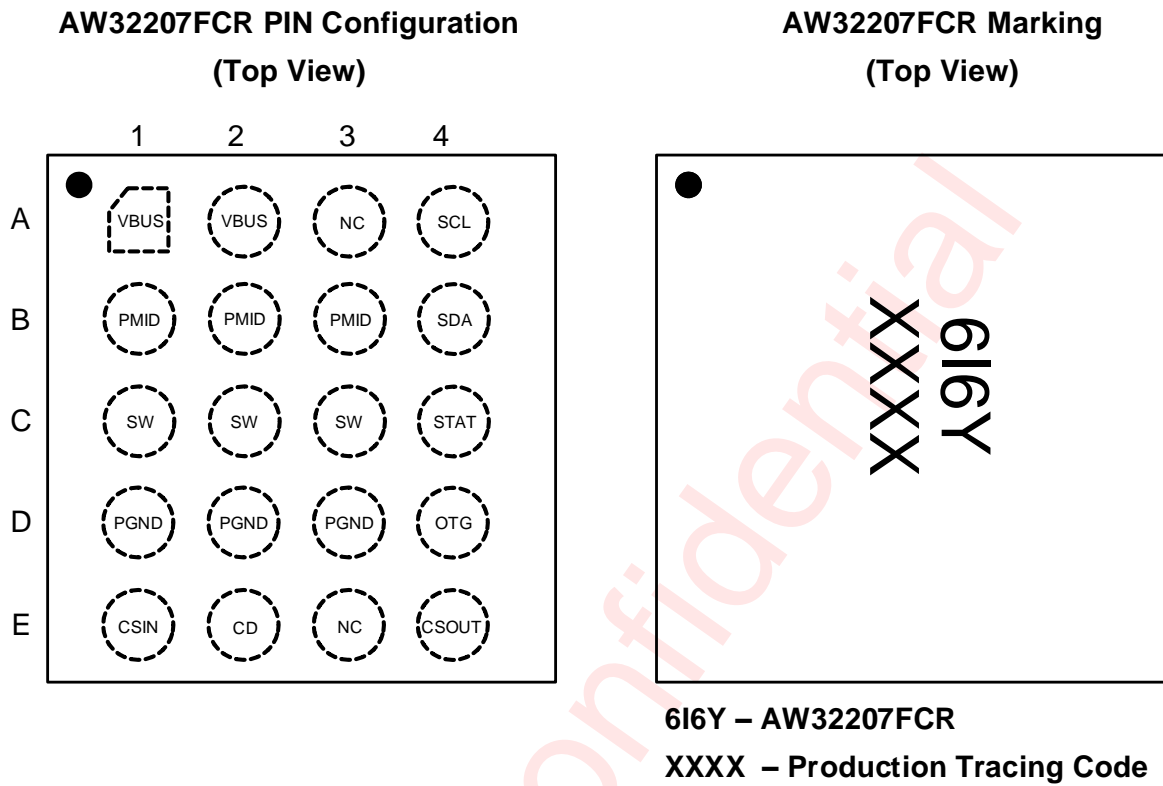 AW32207FCR PIN Configuration
(Top View)
AW32207FCR Marking
(Top View)
1 2 3 4
A VBUS VBUS NC SCL
B PMID PMID PMID SDA
C SW SW SW STAT
D PGND PGND PGND OTG
E CSIN CD NC CSOUT
6I6Y
XXXX
6I6Y – AW32207FCR
XXXX – Production Tracing Code
onfidential